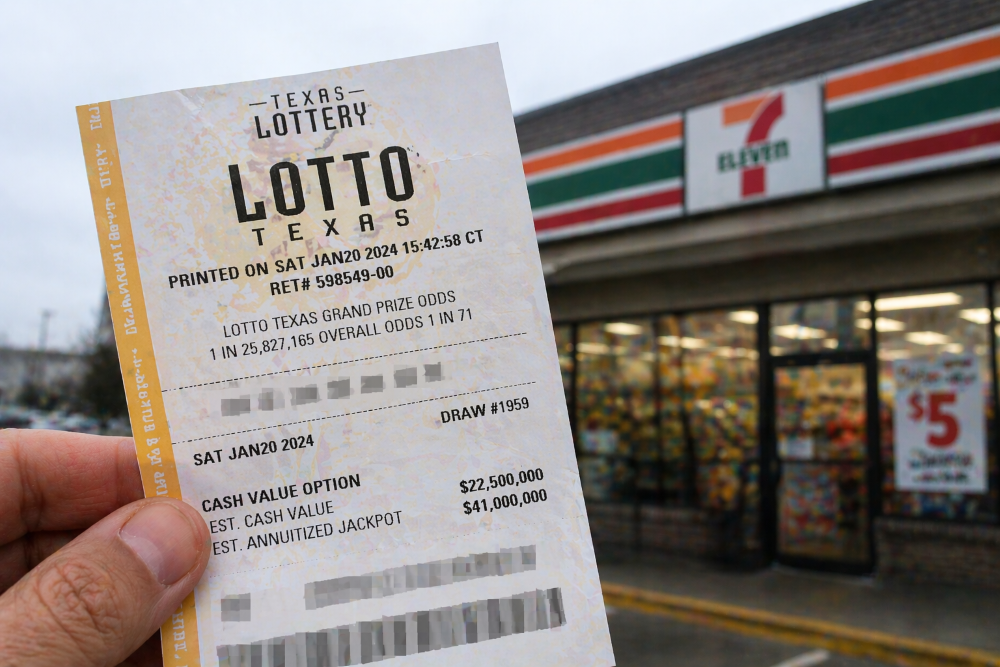 TEXAS
LOTTERY
LOTTO
TEXAS
PRINTED ON SAT JAN20 2024 15:42:58 CT
RET# 598549-00
LOTTO TEXAS GRAND PRIZE ODDS
1 IN 25,827,165 OVERALL ODDS 1 IN 71
DRAW #1959
SAT JAN20 2024
CASH VALUE OPTION
EST. CASH VALUE $22,500,000
EST. ANNUITIZED JACKPOT $41,000,000
7
ELEVEN
$5